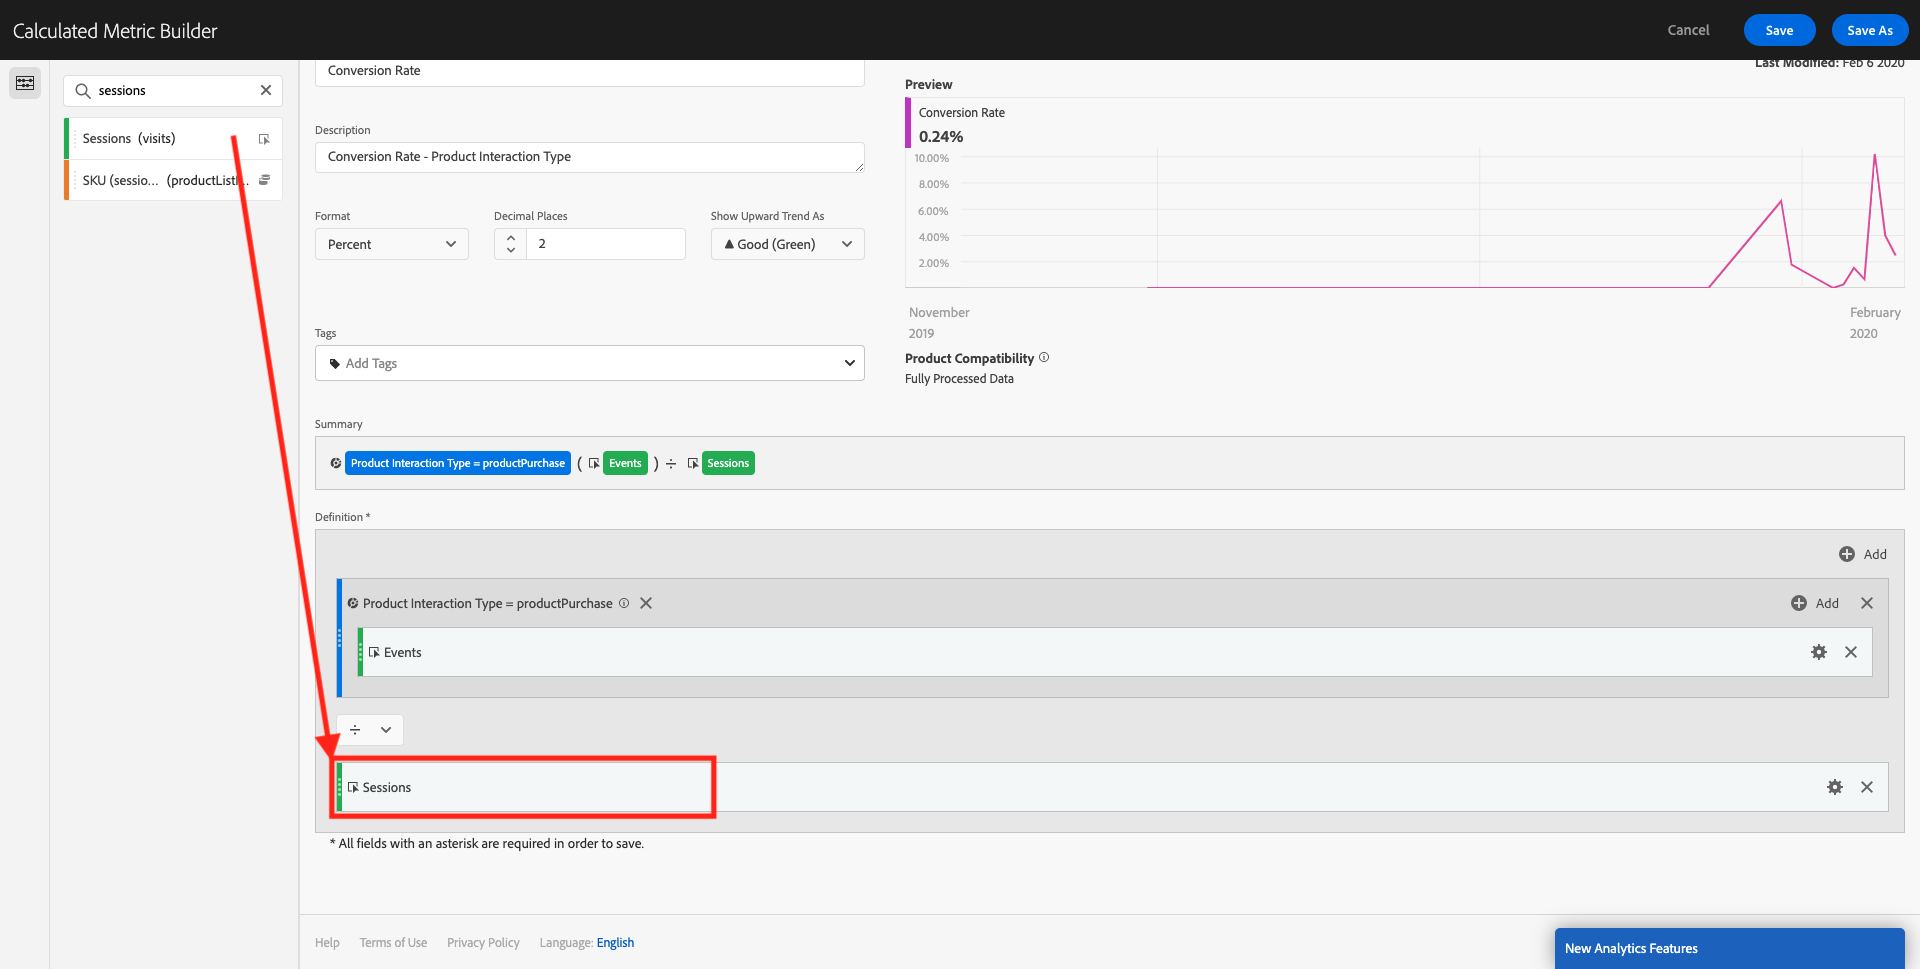 Calculated Metric Builder
Cancel
Save
Save As
sessions
Sessions (visits)
SKU (sessio... (productListI...
Conversion Rate
Description
Conversion Rate - Product Interaction Type
Format
Decimal Places
Show Upward Trend As
Percent
2
Good (Green)
Tags
Add Tags
Last Modified: Feb 6 2020
Preview
Conversion Rate
0.24%
10.00%
8.00%
6.00%
4.00%
2.00%
November
2019
February
2020
Product Compatibility
Fully Processed Data
Summary
Product Interaction Type = productPurchase ( Events ) ÷ Sessions
Definition *
Add
Product Interaction Type = productPurchase
Add
Events
÷
Sessions
* All fields with an asterisk are required in order to save.
Help
Terms of Use
Privacy Policy
Language: English
New Analytics Features